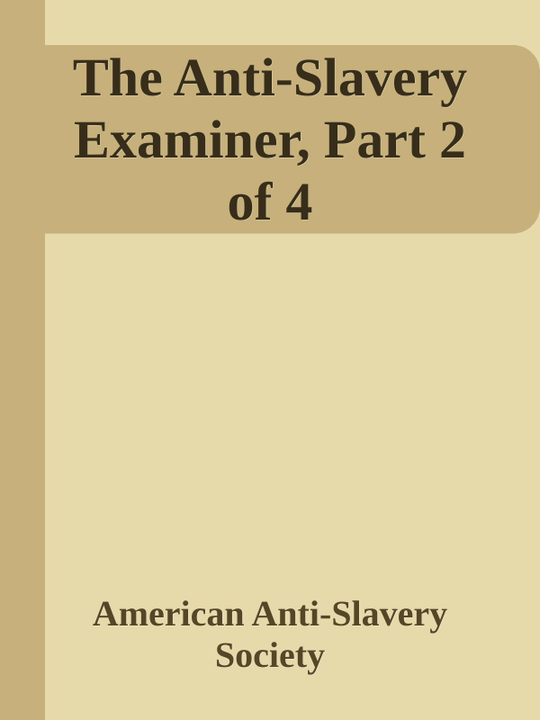 The Anti-Slavery
Examiner, Part 2
of 4
American Anti-Slavery
Society